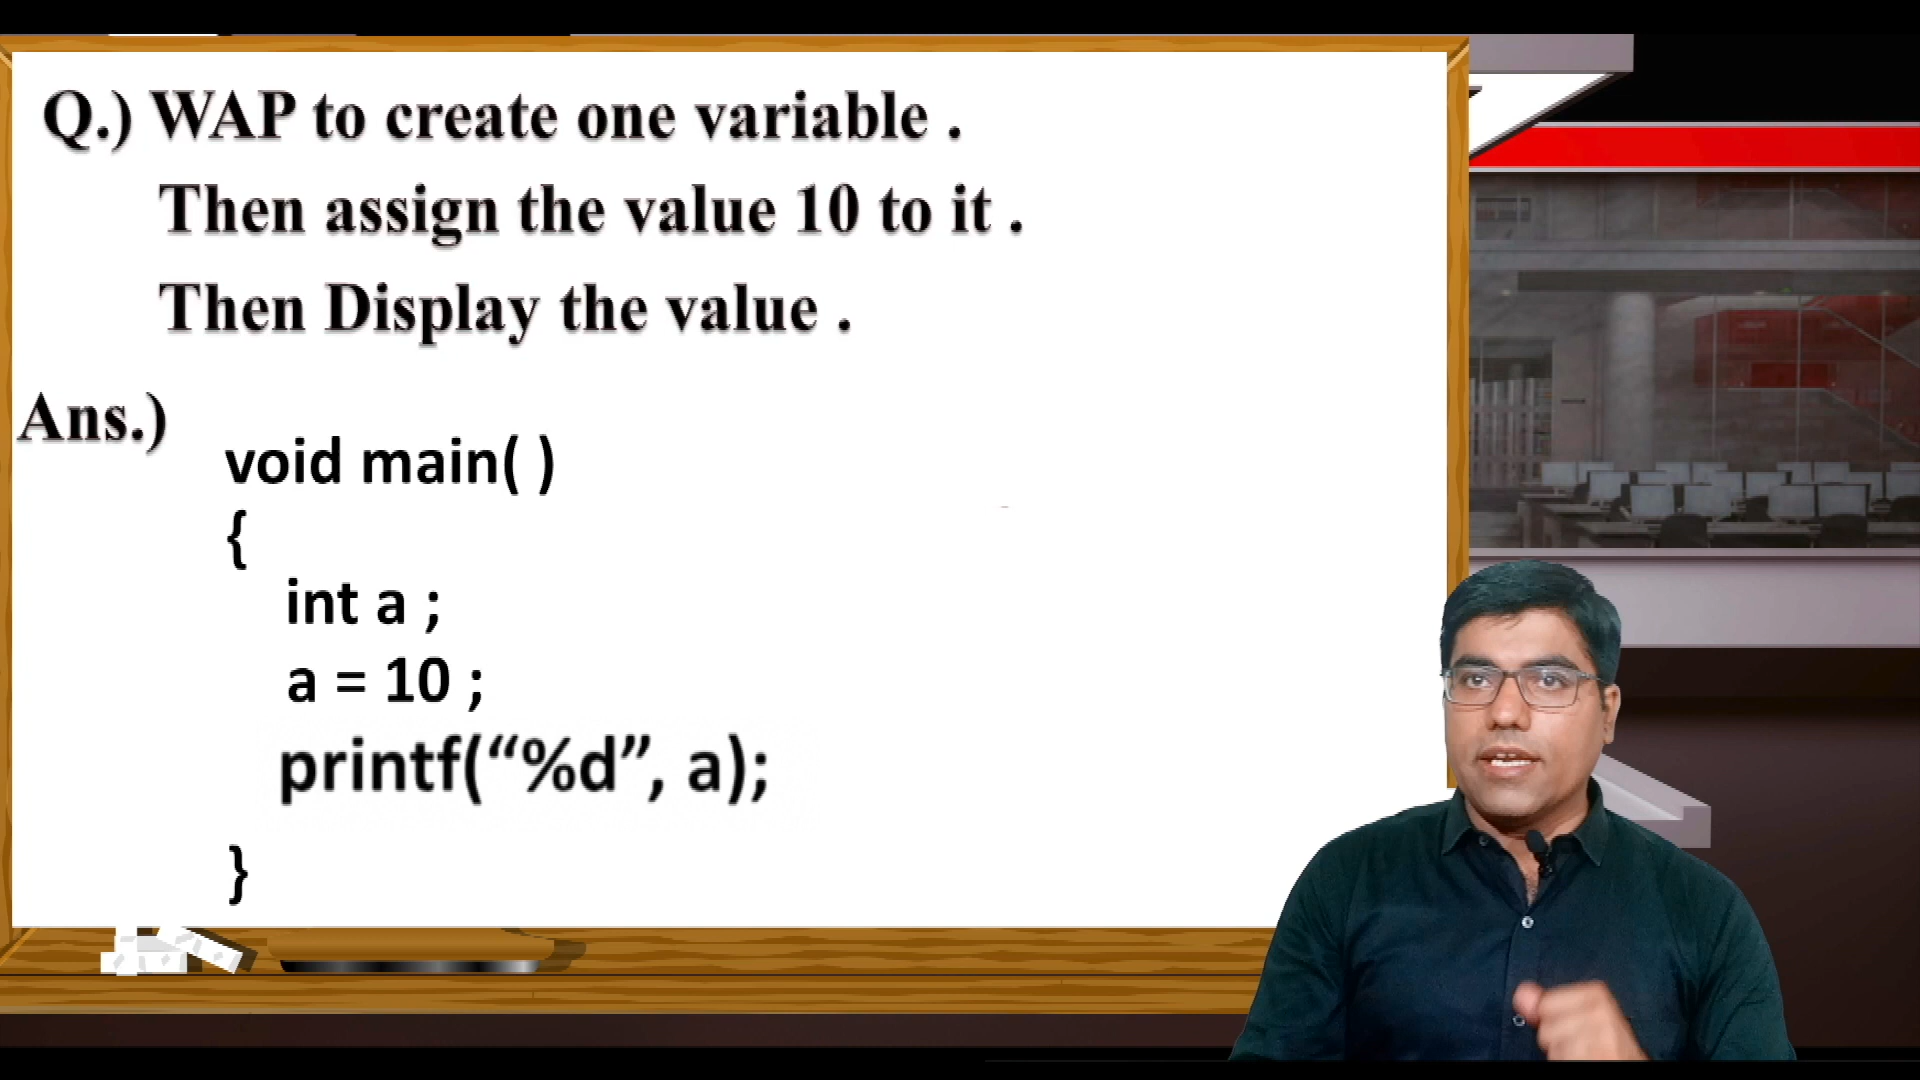 Q.) WAP to create one variable .
Then assign the value 10 to it .
Then Display the value .
Ans.)
void main( )
{
int a ;
a = 10 ;
printf(“%d”, a);
}